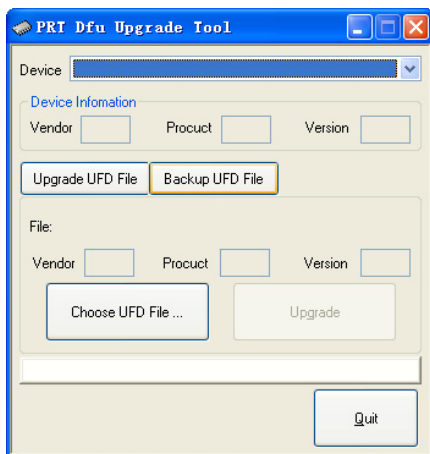 PRT Dfu Upgrade Tool
Device
Device Infomation
Vendor Procuct Version
Upgrade UFD File Backup UFD File
File:
Vendor Procuct Version
Choose UFD File ... Upgrade
Quit